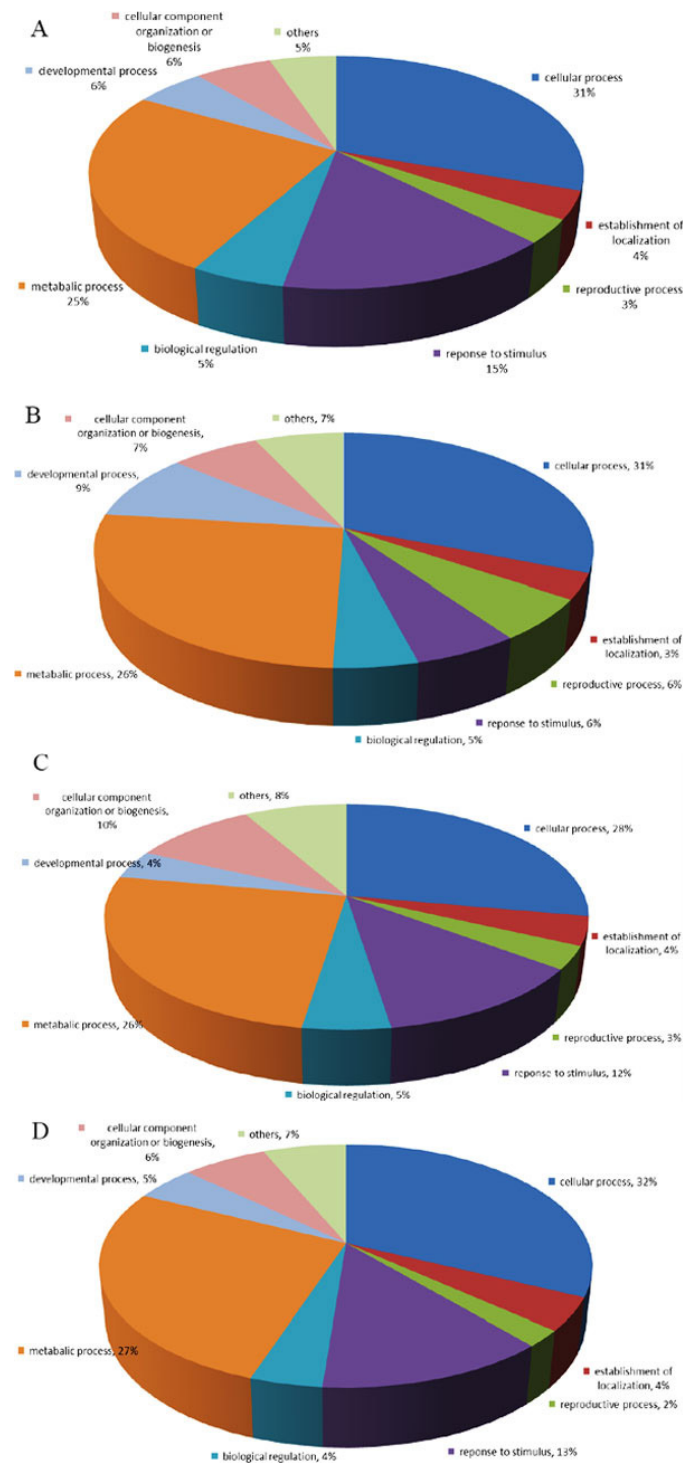 A
cellular component
organization or biogenesis
6%
others
5%
developmental process
6%
cellular process
31%
establishment of
localization
4%
metabalic process
25%
reproductive process
3%
biological regulation
5%
reponse to stimulus
15%
B
cellular component
organization or biogenesis,
7%
others, 7%
developmental process,
9%
cellular process, 31%
establishment of
localization, 3%
metabalic process, 26%
reproductive process, 6%
reponse to stimulus, 6%
biological regulation, 5%
C
cellular component
organization or biogenesis,
10%
others, 8%
cellular process, 28%
developmental process, 4%
establishment of
localization, 4%
metabalic process, 26%
reproductive process, 3%
reponse to stimulus, 12%
biological regulation, 5%
D
cellular component
organization or biogenesis,
6%
others, 7%
developmental process, 5%
cellular process, 32%
metabalic process, 27%
establishment of
localization, 4%
reproductive process, 2%
biological regulation, 4%
reponse to stimulus, 13%